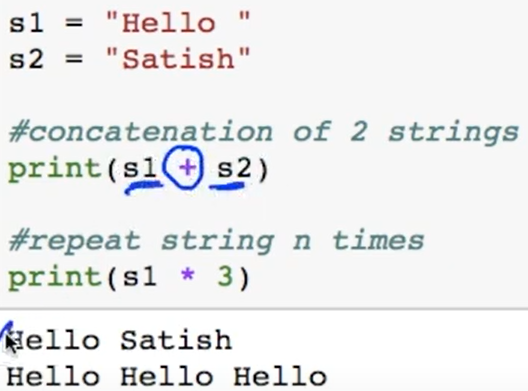 s1 = "Hello "
s2 = "Satish"
#concatenation of 2 strings
print(s1 + s2)
#repeat string n times
print(s1 * 3)
Hello Satish
Hello Hello Hello